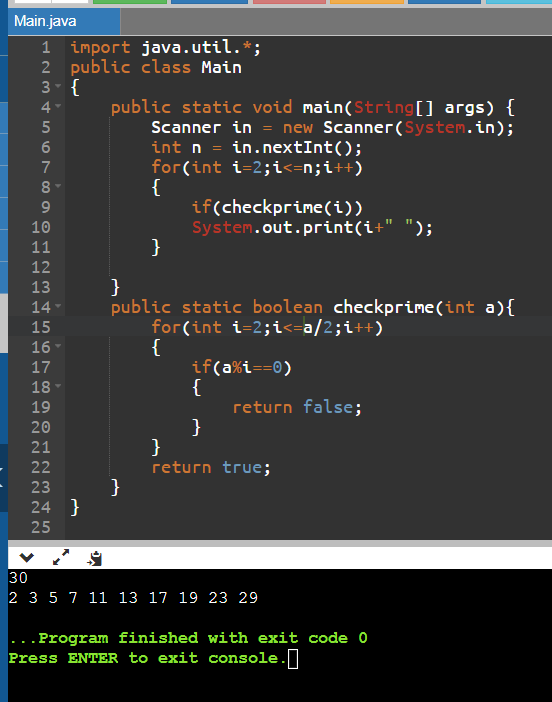 Main.java
1 import java.util.*;
2 public class Main
3 {
4     public static void main(String[] args) {
5         Scanner in = new Scanner(System.in);
6         int n = in.nextInt();
7         for(int i=2;i<=n;i++)
8         {
9             if(checkprime(i))
10             System.out.print(i+" ");
11         }
12
13     }
14     public static boolean checkprime(int a){
15         for(int i=2;i<=a/2;i++)
16         {
17             if(a%i==0)
18             {
19                 return false;
20             }
21         }
22         return true;
23     }
24 }
25
30
2 3 5 7 11 13 17 19 23 29
...Program finished with exit code 0
Press ENTER to exit console.